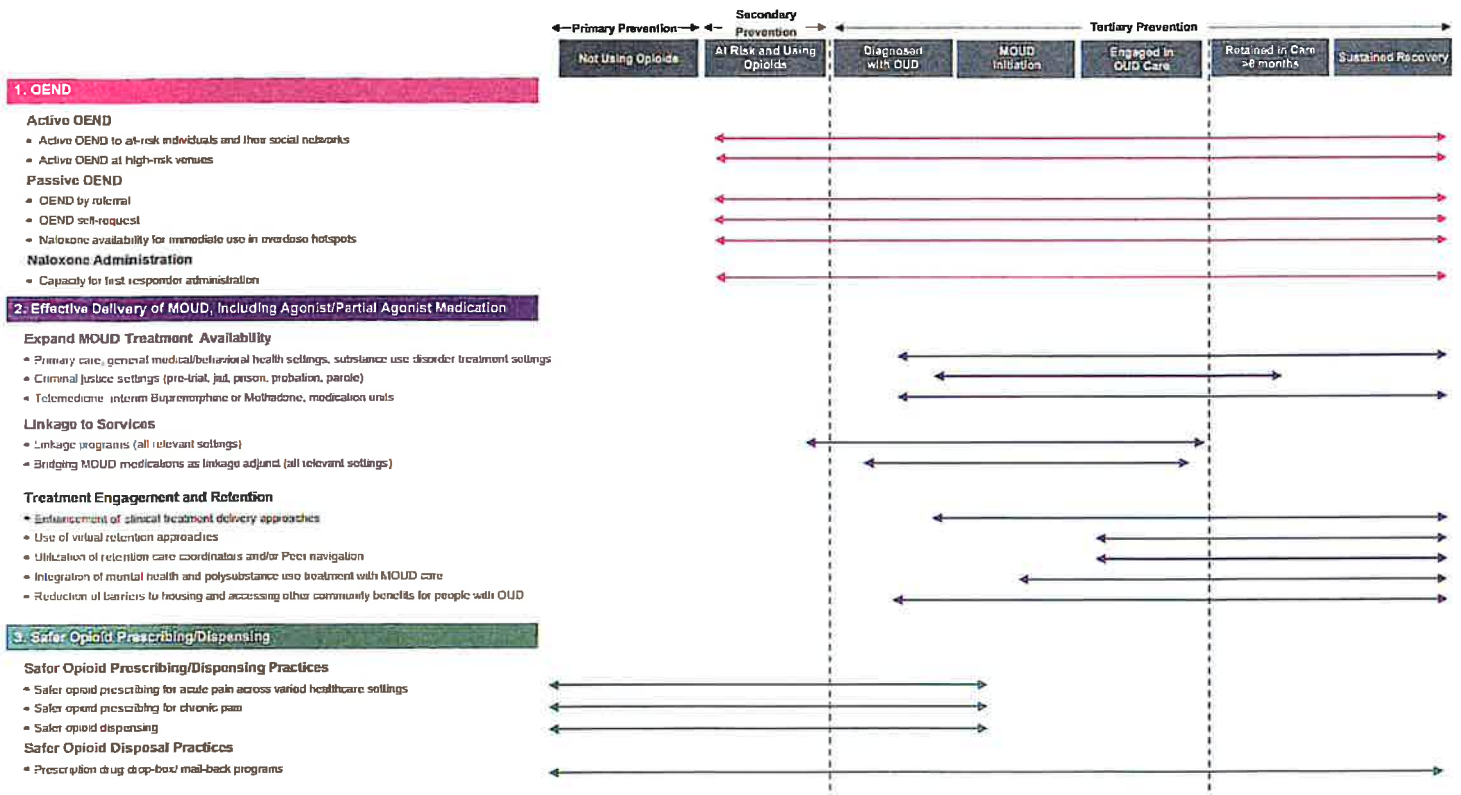 Primary Prevention
Secondary
Prevention
Tertiary Prevention
Not Using Opioids
At Risk and Using
Opioids
Diagnosed
with OUD
MOUD
Initiation
Engaged in
OUD Care
Retained in Care
>6 months
Sustained Recovery
1. OEND
Active OEND
• Active OEND to at-risk individuals and their social networks
• Active OEND at high-risk venues
Passive OEND
• OEND by referral
• OEND self-request
• Naloxone availability for immediate use in overdose hotspots
Naloxone Administration
• Capacity for first responder administration
2. Effective Delivery of MOUD, Including Agonist/Partial Agonist Medication
Expand MOUD Treatment Availability
• Primary care, general medical/behavioral health settings, substance use disorder treatment settings
• Criminal justice settings (pre-trial, jail, prison, probation, parole)
• Telemedicine, interim Buprenorphine or Methadone, medication units
Linkage to Services
• Linkage programs (all relevant settings)
• Bridging MOUD medications as linkage adjunct (all relevant settings)
Treatment Engagement and Retention
• Enhancement of clinical treatment delivery approaches
• Use of virtual retention approaches
• Utilization of retention care coordinators and/or Peer navigation
• Integration of mental health and polysubstance use treatment with MOUD care
• Reduction of barriers to housing and accessing other community benefits for people with OUD
3. Safer Opioid Prescribing/Dispensing
Safer Opioid Prescribing/Dispensing Practices
• Safer opioid prescribing for acute pain across varied healthcare settings
• Safer opioid prescribing for chronic pain
• Safer opioid dispensing
Safer Opioid Disposal Practices
• Prescription drug drop-box/ mail-back programs